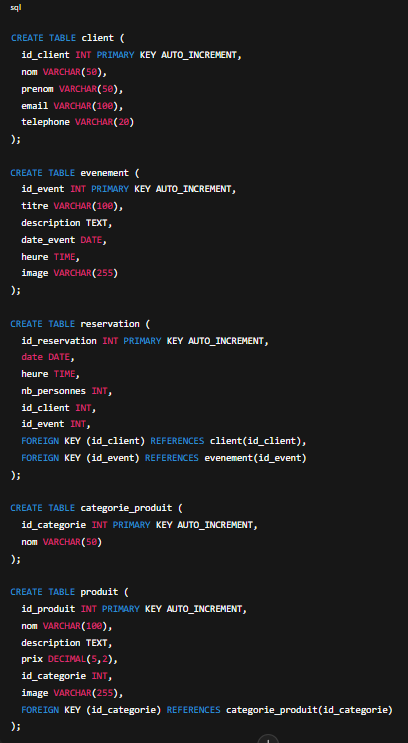 sql
CREATE TABLE client (
id_client INT PRIMARY KEY AUTO_INCREMENT,
nom VARCHAR(50),
prenom VARCHAR(50),
email VARCHAR(100),
telephone VARCHAR(20)
);
CREATE TABLE evenement (
id_event INT PRIMARY KEY AUTO_INCREMENT,
titre VARCHAR(100),
description TEXT,
date_event DATE,
heure TIME,
image VARCHAR(255)
);
CREATE TABLE reservation (
id_reservation INT PRIMARY KEY AUTO_INCREMENT,
date DATE,
heure TIME,
nb_personnes INT,
id_client INT,
id_event INT,
FOREIGN KEY (id_client) REFERENCES client(id_client),
FOREIGN KEY (id_event) REFERENCES evenement(id_event)
);
CREATE TABLE categorie_produit (
id_categorie INT PRIMARY KEY AUTO_INCREMENT,
nom VARCHAR(50)
);
CREATE TABLE produit (
id_produit INT PRIMARY KEY AUTO_INCREMENT,
nom VARCHAR(100),
description TEXT,
prix DECIMAL(5,2),
id_categorie INT,
image VARCHAR(255),
FOREIGN KEY (id_categorie) REFERENCES categorie_produit(id_categorie)
);